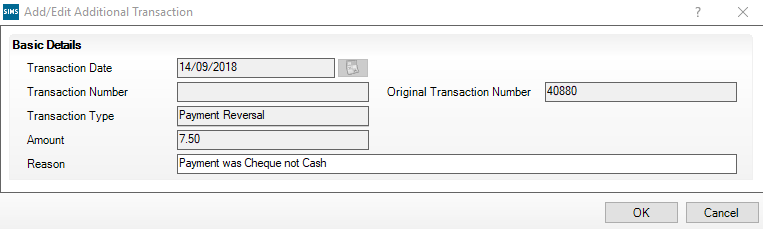 SIMS Add/Edit Additional Transaction ?
Basic Details
Transaction Date 14/09/2018
Transaction Number Original Transaction Number 40880
Transaction Type Payment Reversal
Amount 7.50
Reason Payment was Cheque not Cash
OK Cancel